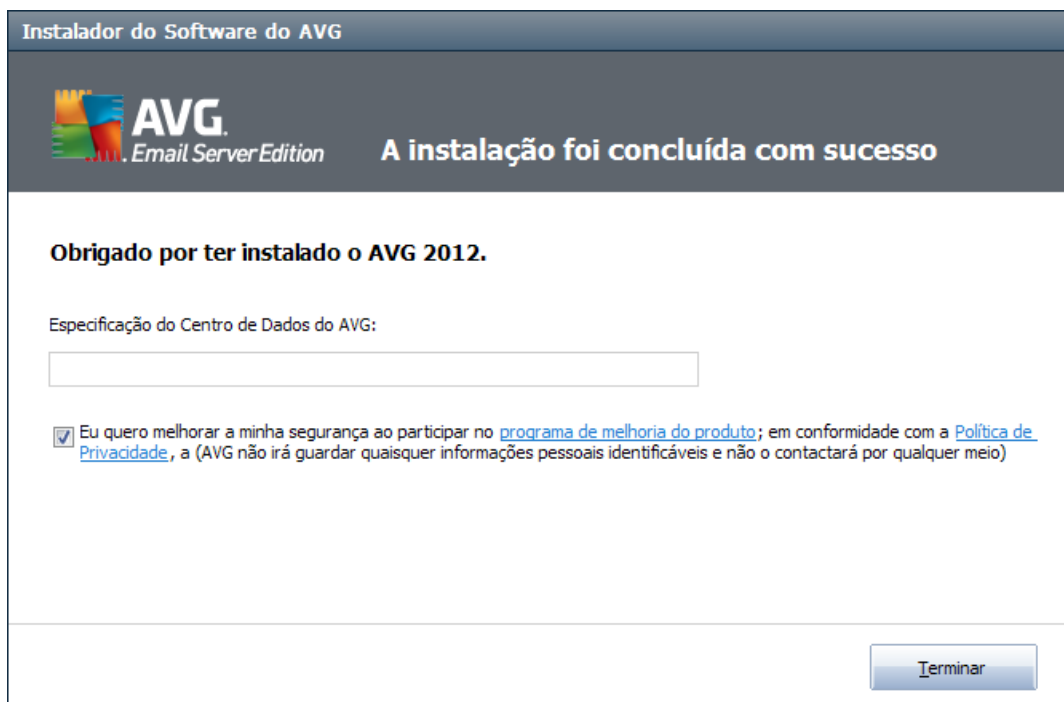 Instalador do Software do AVG
AVG.
Email Server Edition
A instalação foi concluída com sucesso
Obrigado por ter instalado o AVG 2012.
Especificação do Centro de Dados do AVG:
Eu quero melhorar a minha segurança ao participar no programa de melhoria do produto; em conformidade com a Política de
Privacidade, a (AVG não irá guardar quaisquer informações pessoais identificáveis e não o contactará por qualquer meio)
Terminar